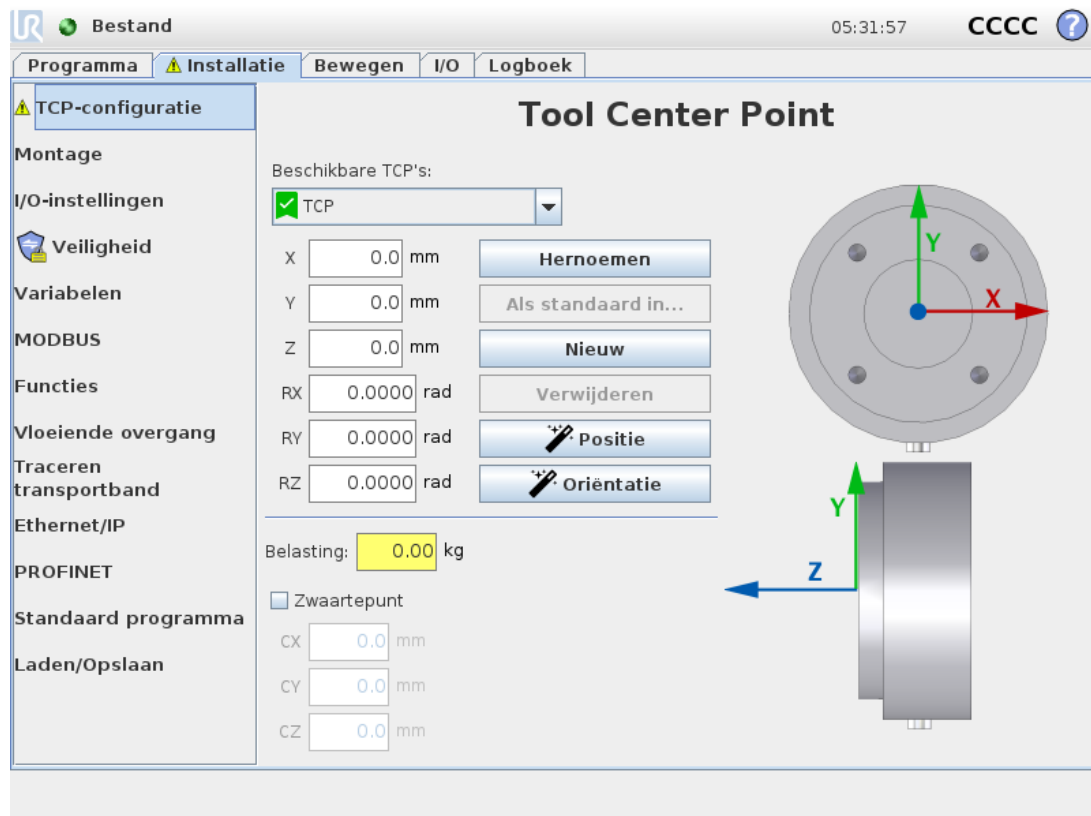 UR Bestand 05:31:57 CCCC ?
Programma Installatie Bewegen I/O Logboek
TCP-configuratie
Montage
I/O-instellingen
Veiligheid
Variabelen
MODBUS
Functies
Vloeiende overgang
Traceren
transportband
Ethernet/IP
PROFINET
Standaard programma
Laden/Opslaan
Tool Center Point
Beschikbare TCP's:
TCP
X 0.0 mm Hernoemen
Y 0.0 mm Als standaard in...
Z 0.0 mm Nieuw
RX 0.0000 rad Verwijderen
RY 0.0000 rad Positie
RZ 0.0000 rad Oriëntatie
Belasting: 0.00 kg
Zwaartepunt
CX 0.0 mm
CY 0.0 mm
CZ 0.0 mm
Y
X
Y
Z